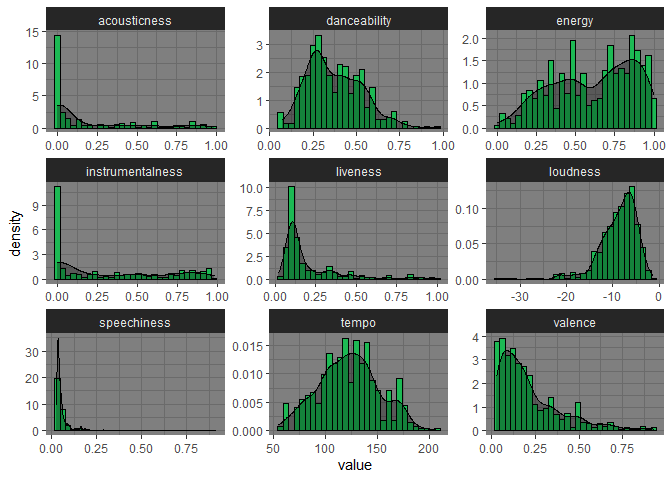 acousticness danceability energy
15
10
5
0
0.00 0.25 0.50 0.75 1.00
3
2
1
0
0.00 0.25 0.50 0.75 1.00
2.0
1.5
1.0
0.5
0.0
0.00 0.25 0.50 0.75 1.00
instrumentalness liveness loudness
9
6
3
0
0.00 0.25 0.50 0.75 1.00
10.0
7.5
5.0
2.5
0.0
0.00 0.25 0.50 0.75 1.00
0.10
0.05
0.00
-30 -20 -10 0
speechiness tempo valence
30
20
10
0
0.00 0.25 0.50 0.75
0.015
0.010
0.005
0.000
50 100 150 200
4
3
2
1
0
0.00 0.25 0.50 0.75
density
value